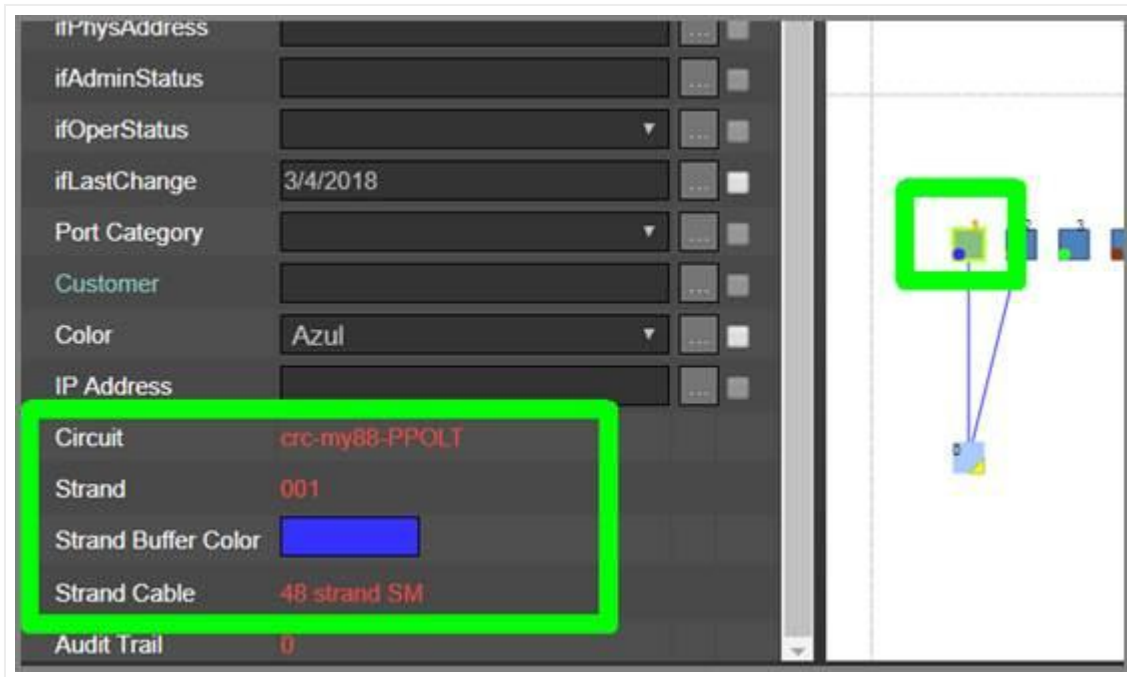 ifPhysAddress
ifAdminStatus
ifOperStatus
ifLastChange 3/4/2018
Port Category
Customer
Color Azul
IP Address
Circuit crc-my88-PPOLT
Strand 001
Strand Buffer Color
Strand Cable 48 strand SM
Audit Trail 0